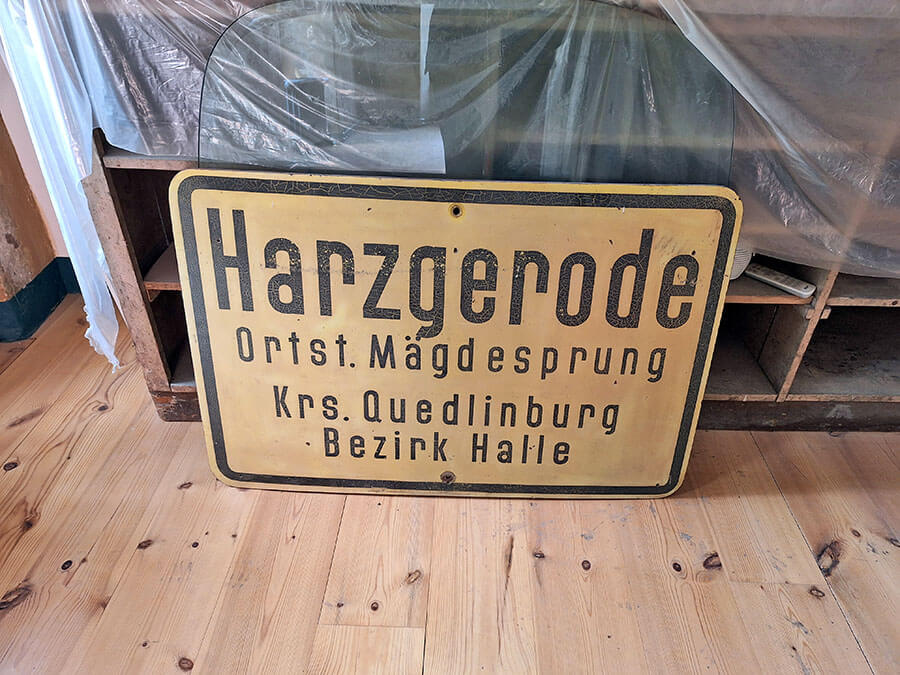 Harzgerode
Ortst. Mägdesprung
Krs. Quedlinburg
Bezirk Halle